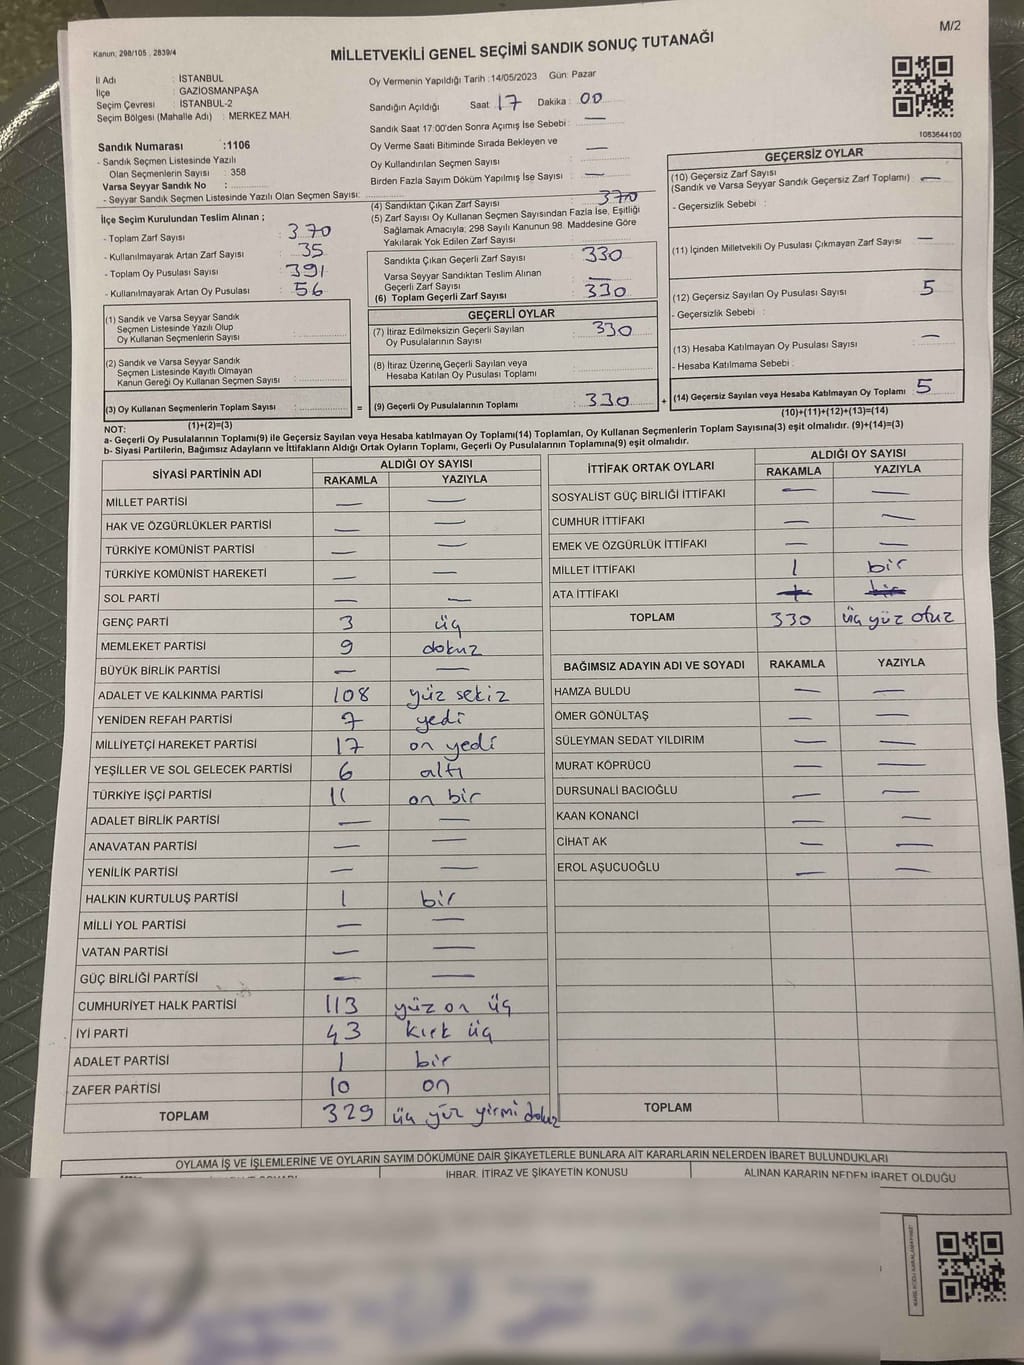 M/2
Kanun: 298/105 , 2839/4
MİLLETVEKİLİ GENEL SEÇİMİ SANDIK SONUÇ TUTANAĞI
İl Adı : İSTANBUL
İlçe : GAZİOSMANPAŞA
Seçim Çevresi : İSTANBUL-2
Seçim Bölgesi (Mahalle Adı) : MERKEZ MAH.
Oy Vermenin Yapıldığı Tarih :14/05/2023 Gün: Pazar
Sandığın Açıldığı Saat 17 Dakika : 00
Sandık Saat 17:00'den Sonra Açımış İse Sebebi : —
Oy Verme Saati Bitiminde Sırada Bekleyen ve
Oy Kullandırılan Seçmen Sayısı : —
Birden Fazla Sayım Döküm Yapılmış İse Sayısı : —
1083644100
Sandık Numarası :1106
- Sandık Seçmen Listesinde Yazılı
Olan Seçmenlerin Sayısı : 358
Varsa Seyyar Sandık No :
- Seyyar Sandık Seçmen Listesinde Yazılı Olan Seçmen Sayısı:
İlçe Seçim Kurulundan Teslim Alınan ;
- Toplam Zarf Sayısı : 370
- Kullanılmayarak Artan Zarf Sayısı : 35
- Toplam Oy Pusulası Sayısı : 391
- Kullanılmayarak Artan Oy Pusulası : 56
(1) Sandık ve Varsa Seyyar Sandık
Seçmen Listesinde Yazılı Olup
Oy Kullanan Seçmenlerin Sayısı
(2) Sandık ve Varsa Seyyar Sandık
Seçmen Listesinde Kayıtlı Olmayan
Kanun Gereği Oy Kullanan Seçmen Sayısı
(3) Oy Kullanan Seçmenlerin Toplam Sayısı :
(1)+(2)=(3)
(4) Sandıktan Çıkan Zarf Sayısı
(5) Zarf Sayısı Oy Kullanan Seçmen Sayısından Fazla İse, Eşitliği
Sağlamak Amacıyla, 298 Sayılı Kanunun 98. Maddesine Göre
Yakılarak Yok Edilen Zarf Sayısı :
Sandıkta Çıkan Geçerli Zarf Sayısı : 330
Varsa Seyyar Sandıktan Teslim Alınan
Geçerli Zarf Sayısı : —
(6) Toplam Geçerli Zarf Sayısı : 330
GEÇERLİ OYLAR
(7) İtiraz Edilmeksizin Geçerli Sayılan
Oy Pusulalarının Sayısı : 330
(8) İtiraz Üzerine, Geçerli Sayılan veya
Hesaba Katılan Oy Pusulası Toplamı :
= (9) Geçerli Oy Pusulalarının Toplamı : 330 +
GEÇERSİZ OYLAR
(10) Geçersiz Zarf Sayısı
(Sandık ve Varsa Seyyar Sandık Geçersiz Zarf Toplamı) : —
- Geçersizlik Sebebi :
(11) İçinden Milletvekili Oy Pusulası Çıkmayan Zarf Sayısı : —
(12) Geçersiz Sayılan Oy Pusulası Sayısı : 5
- Geçersizlik Sebebi :
(13) Hesaba Katılmayan Oy Pusulası Sayısı : —
- Hesaba Katılmama Sebebi :
(14) Geçersiz Sayılan veya Hesaba Katılmayan Oy Toplamı : 5
(10)+(11)+(12)+(13)=(14)
NOT:
a- Geçerli Oy Pusulalarının Toplamı(9) ile Geçersiz Sayılan veya Hesaba katılmayan Oy Toplamı(14) Toplamları, Oy Kullanan Seçmenlerin Toplam Sayısına(3) eşit olmalıdır. (9)+(14)=(3)
b- Siyasi Partilerin, Bağımsız Adayların ve İttifakların Aldığı Ortak Oyların Toplamı, Geçerli Oy Pusulalarının Toplamına(9) eşit olmalıdır.
SİYASİ PARTİNİN ADI ALDIĞI OY SAYISI
RAKAMLA YAZIYLA
MİLLET PARTİSİ — —
HAK VE ÖZGÜRLÜKLER PARTİSİ — —
TÜRKİYE KOMÜNİST PARTİSİ — —
TÜRKİYE KOMÜNİST HAREKETİ — —
SOL PARTİ — —
GENÇ PARTİ 3 üç
MEMLEKET PARTİSİ 9 dokuz
BÜYÜK BİRLİK PARTİSİ — —
ADALET VE KALKINMA PARTİSİ 108 yüz sekiz
YENİDEN REFAH PARTİSİ 7 yedi
MİLLİYETÇİ HAREKET PARTİSİ 17 on yedi
YEŞİLLER VE SOL GELECEK PARTİSİ 6 altı
TÜRKİYE İŞÇİ PARTİSİ 11 on bir
ADALET BİRLİK PARTİSİ — —
ANAVATAN PARTİSİ — —
YENİLİK PARTİSİ — —
HALKIN KURTULUŞ PARTİSİ 1 bir
MİLLİ YOL PARTİSİ — —
VATAN PARTİSİ — —
GÜÇ BİRLİĞİ PARTİSİ — —
CUMHURİYET HALK PARTİSİ 113 yüz on üç
İYİ PARTİ 43 kırk üç
ADALET PARTİSİ 1 bir
ZAFER PARTİSİ 10 on
TOPLAM 329 üç yüz yirmi dokuz
İTTİFAK ORTAK OYLARI ALDIĞI OY SAYISI
RAKAMLA YAZIYLA
SOSYALİST GÜÇ BİRLİĞİ İTTİFAKI — —
CUMHUR İTTİFAKI — —
EMEK VE ÖZGÜRLÜK İTTİFAKI — —
MİLLET İTTİFAKI 1 bir
ATA İTTİFAKI
TOPLAM 330 üç yüz otuz
BAĞIMSIZ ADAYIN ADI VE SOYADI RAKAMLA YAZIYLA
HAMZA BULDU — —
ÖMER GÖNÜLTAŞ — —
SÜLEYMAN SEDAT YILDIRIM — —
MURAT KÖPRÜCÜ — —
DURSUNALİ BACIOĞLU — —
KAAN KONANCİ — —
CİHAT AK — —
EROL AŞUCUOĞLU — —
TOPLAM
OYLAMA İŞ VE İŞLEMLERİNE VE OYLARIN SAYIM DÖKÜMÜNE DAİR ŞİKAYETLERLE BUNLARA AİT KARARLARIN NELERDEN İBARET BULUNDUKLARI
İHBAR, İTİRAZ VE ŞİKAYETİN KONUSU ALINAN KARARIN NEDEN İBARET OLDUĞU